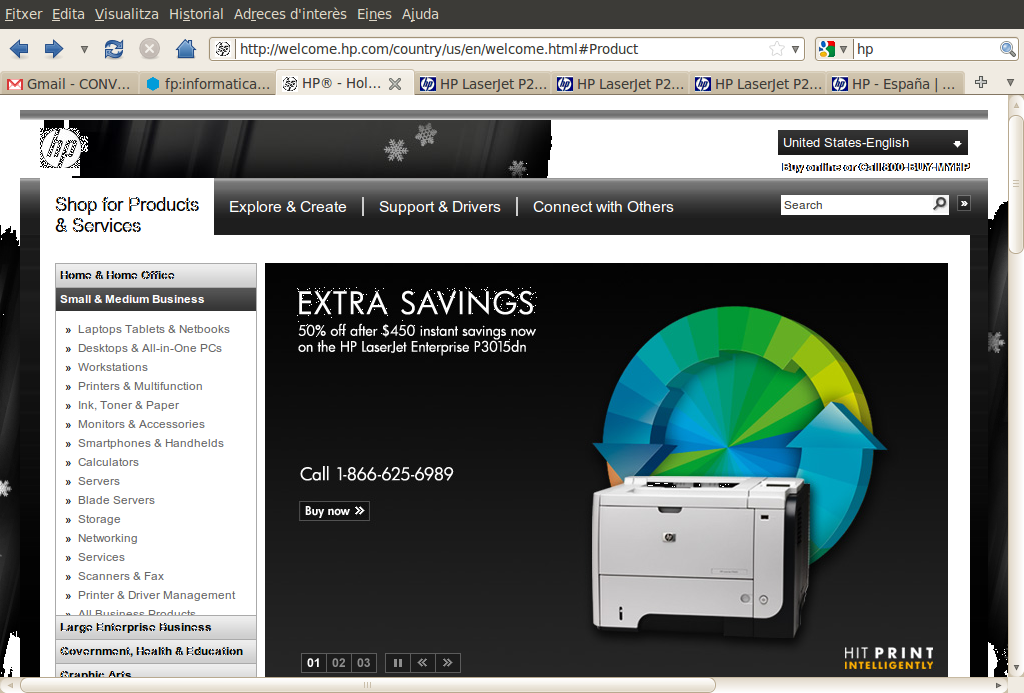 Fitxer Edita Visualitza Historial Adreces d'interès Eines Ajuda
http://welcome.hp.com/country/us/en/welcome.html#Product
hp
Gmail - CONV... fp:informatica... HP® - Hol... HP LaserJet P2... HP LaserJet P2... HP LaserJet P2... HP - España | ...
hp
United States-English
Buy online or Call 800-BUY-MYHP
Shop for Products
& Services
Explore & Create | Support & Drivers | Connect with Others
Search »
Home & Home Office
Small & Medium Business
» Laptops Tablets & Netbooks
» Desktops & All-in-One PCs
» Workstations
» Printers & Multifunction
» Ink, Toner & Paper
» Monitors & Accessories
» Smartphones & Handhelds
» Calculators
» Servers
» Blade Servers
» Storage
» Networking
» Services
» Scanners & Fax
» Printer & Driver Management
» All Business Products
Large Enterprise Business
Government, Health & Education
Graphic Arts
EXTRA SAVINGS
50% off after $450 instant savings now
on the HP LaserJet Enterprise P3015dn
Call 1-866-625-6989
Buy now »
hp
01 02 03 « »
HIT PRINT
INTELLIGENTLY